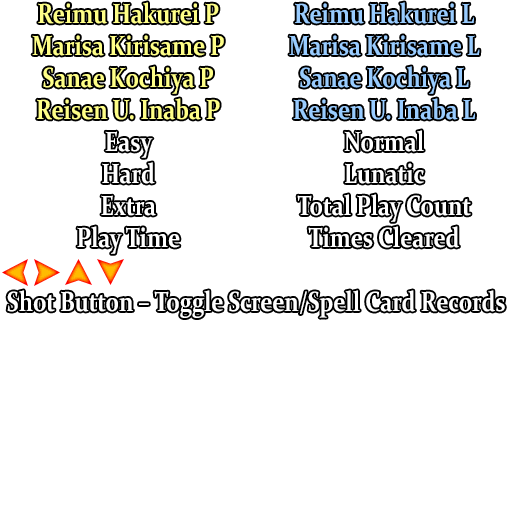 Reimu Hakurei P Reimu Hakurei L
Marisa Kirisame P Marisa Kirisame L
Sanae Kochiya P Sanae Kochiya L
Reisen U. Inaba P Reisen U. Inaba L
Easy Normal
Hard Lunatic
Extra Total Play Count
Play Time Times Cleared
Shot Button – Toggle Screen/Spell Card Records